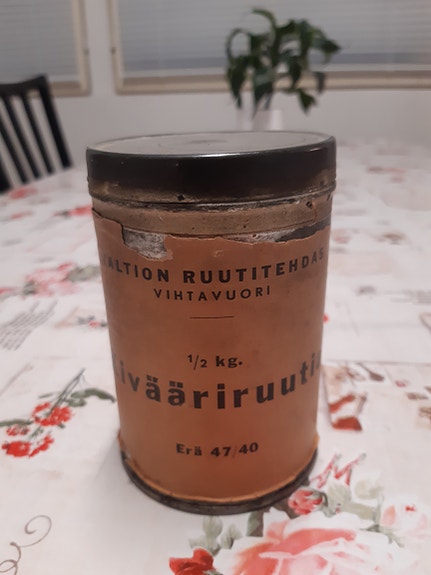 ALTION RUUTITEHDAS
VIHTAVUORI
1/2 kg.
ivääriruuti
Erä 47/40